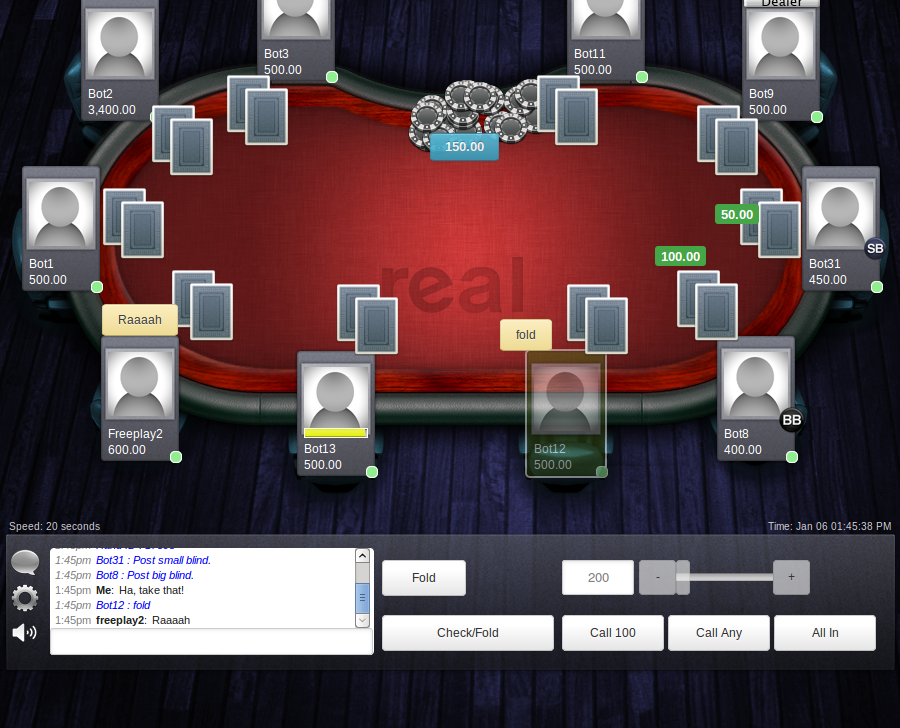 Dealer
Bot3
500.00
Bot11
500.00
Bot2
3,400.00
Bot9
500.00
150.00
50.00
Bot1
500.00
100.00
Bot31
450.00
SB
real
Raaaah
fold
Freeplay2
600.00
Bot13
500.00
Bot12
500.00
Bot8
400.00
BB
Speed: 20 seconds
Time: Jan 06 01:45:38 PM
1:45pm Bot31 : Post small blind.
1:45pm Bot8 : Post big blind.
1:45pm Me: Ha, take that!
1:45pm Bot12 : fold
1:45pm freeplay2: Raaaah
Fold
200
-
+
Check/Fold
Call 100
Call Any
All In